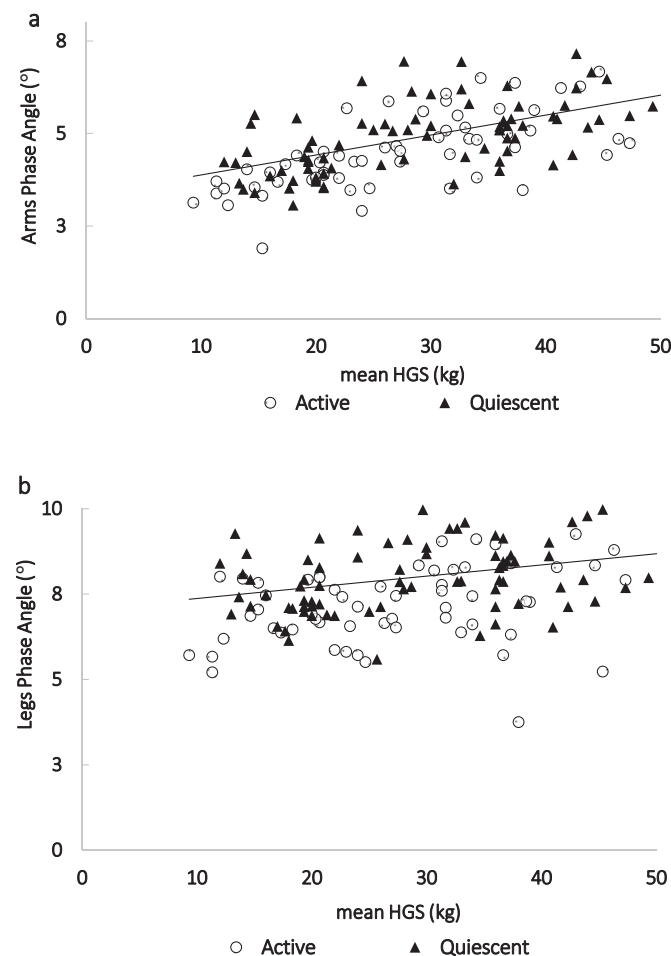 a
8
5
3
0
Arms Phase Angle (°)
0 10 20 30 40 50
mean HGS (kg)
Active Quiescent
b
10
8
5
3
0
Legs Phase Angle (°)
0 10 20 30 40 50
mean HGS (kg)
Active Quiescent